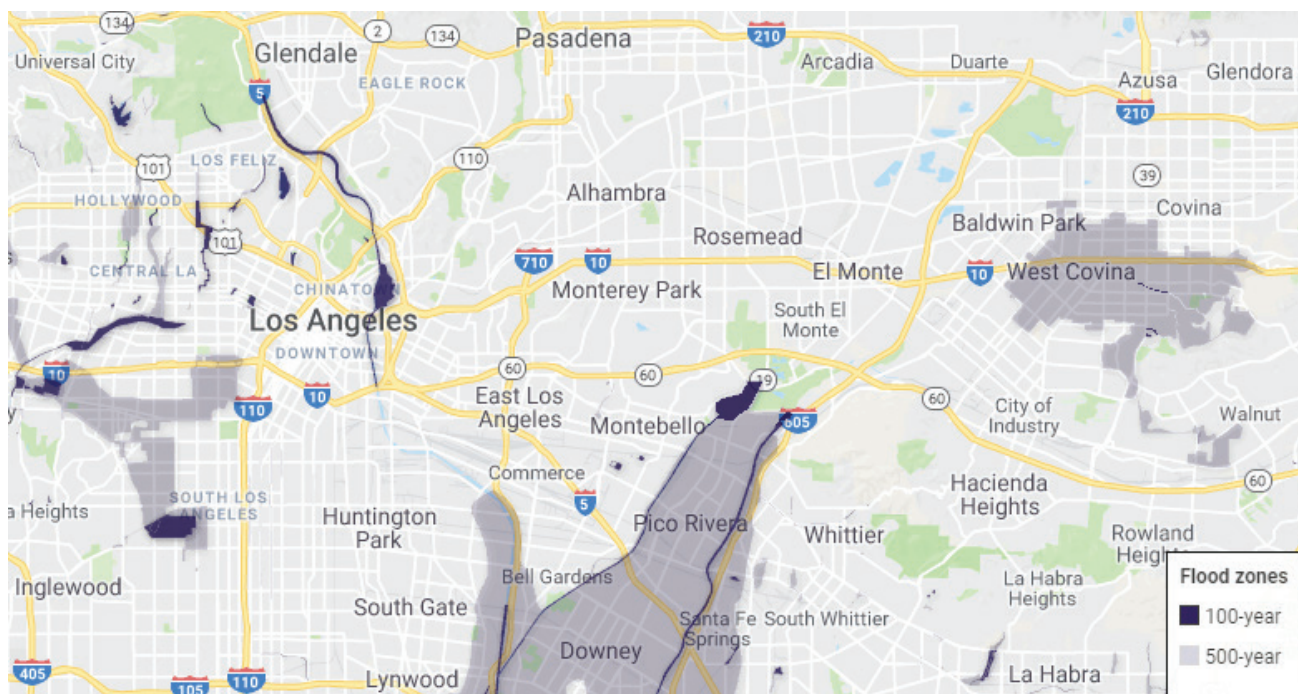 134
2
134
Pasadena
210
Glendale
Universal City
Arcadia
Duarte
Azusa
Glendora
EAGLE ROCK
5
210
101
LOS FELIZ
110
39
HOLLYWOOD
Alhambra
Covina
Baldwin Park
101
Rosemead
CENTRAL LA
710
10
El Monte
10
West Covina
CHINATOWN
Monterey Park
Los Angeles
South El
Monte
DOWNTOWN
10
60
60
19
10
East Los
Angeles
110
Montebello
605
60
City of
Industry
Walnut
Commerce
60
SOUTH LOS
ANGELES
5
Hacienda
Heights
a Heights
Huntington
Park
Pico Rivera
Whittier
Rowland
Heights
Inglewood
Bell Gardens
La Habra
Heights
South Gate
Santa Fe
Springs
South Whittier
Downey
405
105
110
Lynwood
La Habra
Flood zones
100-year
500-year